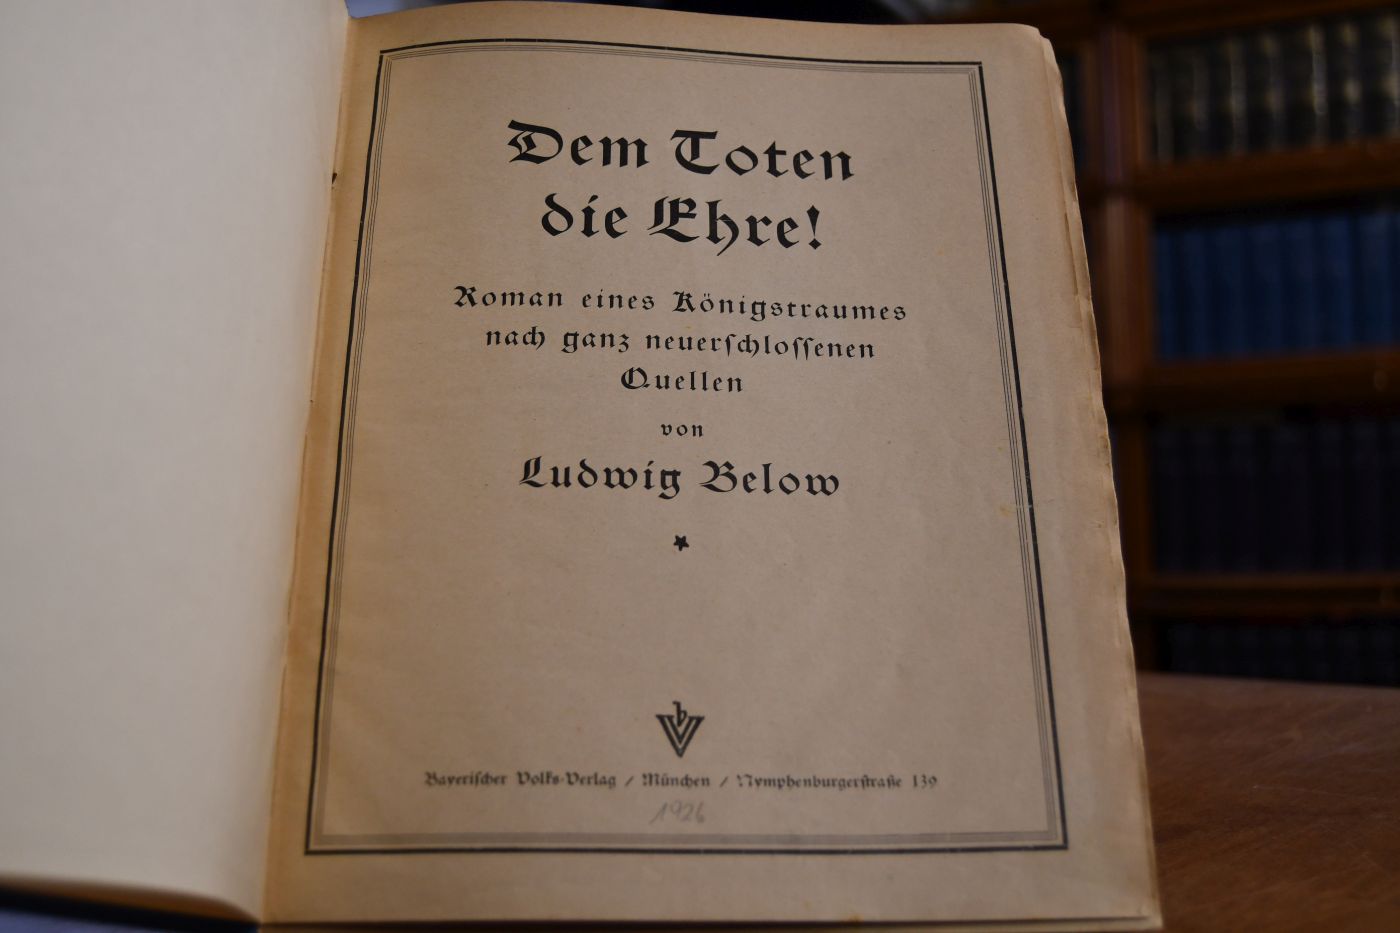 Dem Toten
die Ehre!
Roman eines Königstraumes
nach ganz neuerſchloſſenen
Quellen
von
Ludwig Below
*
b
V
Bayeriſcher Volks-Verlag / München / Nymphenburgerſtraße 139
1926